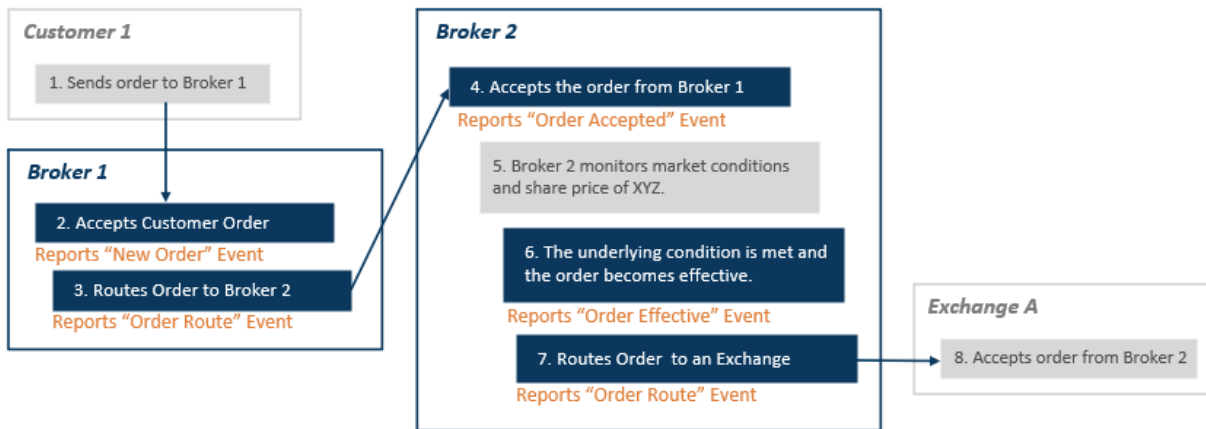 Customer 1
1. Sends order to Broker 1
Broker 1
2. Accepts Customer Order
Reports “New Order” Event
3. Routes Order to Broker 2
Reports “Order Route” Event
Broker 2
4. Accepts the order from Broker 1
Reports “Order Accepted” Event
5. Broker 2 monitors market conditions
and share price of XYZ.
6. The underlying condition is met and
the order becomes effective.
Reports “Order Effective” Event
7. Routes Order to an Exchange
Reports “Order Route” Event
Exchange A
8. Accepts order from Broker 2